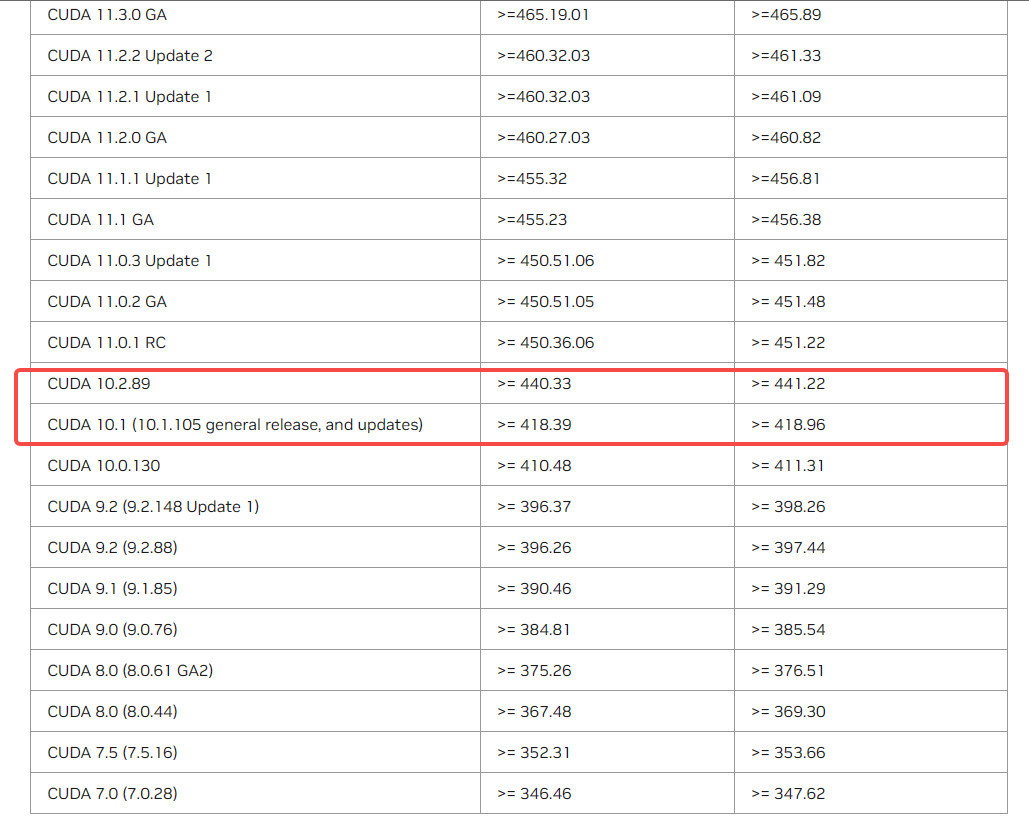 CUDA 11.3.0 GA >=465.19.01 >=465.89
CUDA 11.2.2 Update 2 >=460.32.03 >=461.33
CUDA 11.2.1 Update 1 >=460.32.03 >=461.09
CUDA 11.2.0 GA >=460.27.03 >=460.82
CUDA 11.1.1 Update 1 >=455.32 >=456.81
CUDA 11.1 GA >=455.23 >=456.38
CUDA 11.0.3 Update 1 >= 450.51.06 >= 451.82
CUDA 11.0.2 GA >= 450.51.05 >= 451.48
CUDA 11.0.1 RC >= 450.36.06 >= 451.22
CUDA 10.2.89 >= 440.33 >= 441.22
CUDA 10.1 (10.1.105 general release, and updates) >= 418.39 >= 418.96
CUDA 10.0.130 >= 410.48 >= 411.31
CUDA 9.2 (9.2.148 Update 1) >= 396.37 >= 398.26
CUDA 9.2 (9.2.88) >= 396.26 >= 397.44
CUDA 9.1 (9.1.85) >= 390.46 >= 391.29
CUDA 9.0 (9.0.76) >= 384.81 >= 385.54
CUDA 8.0 (8.0.61 GA2) >= 375.26 >= 376.51
CUDA 8.0 (8.0.44) >= 367.48 >= 369.30
CUDA 7.5 (7.5.16) >= 352.31 >= 353.66
CUDA 7.0 (7.0.28) >= 346.46 >= 347.62